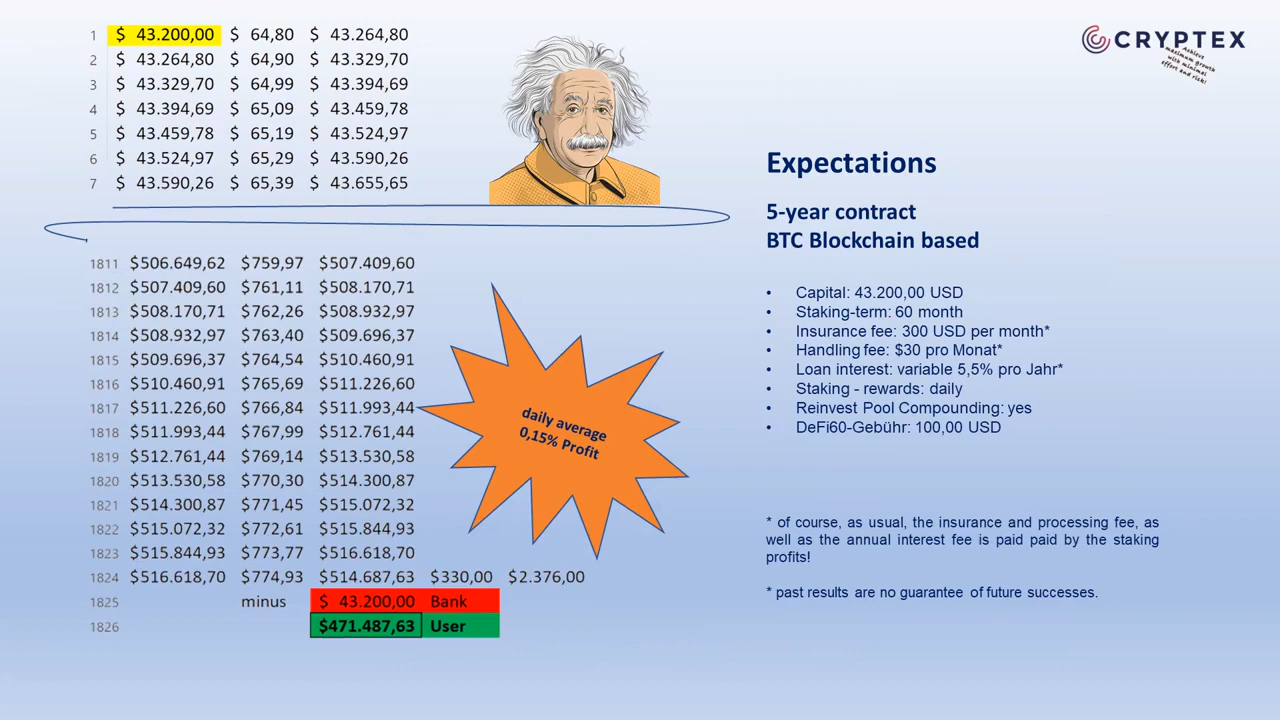 1 $ 43.200,00 $ 64,80 $ 43.264,80
2 $ 43.264,80 $ 64,90 $ 43.329,70
3 $ 43.329,70 $ 64,99 $ 43.394,69
4 $ 43.394,69 $ 65,09 $ 43.459,78
5 $ 43.459,78 $ 65,19 $ 43.524,97
6 $ 43.524,97 $ 65,29 $ 43.590,26
7 $ 43.590,26 $ 65,39 $ 43.655,65
1811 $506.649,62 $759,97 $507.409,60
1812 $507.409,60 $761,11 $508.170,71
1813 $508.170,71 $762,26 $508.932,97
1814 $508.932,97 $763,40 $509.696,37
1815 $509.696,37 $764,54 $510.460,91
1816 $510.460,91 $765,69 $511.226,60
1817 $511.226,60 $766,84 $511.993,44
1818 $511.993,44 $767,99 $512.761,44
1819 $512.761,44 $769,14 $513.530,58
1820 $513.530,58 $770,30 $514.300,87
1821 $514.300,87 $771,45 $515.072,32
1822 $515.072,32 $772,61 $515.844,93
1823 $515.844,93 $773,77 $516.618,70
1824 $516.618,70 $774,93 $514.687,63 $330,00 $2.376,00
1825 minus $ 43.200,00 Bank
1826 $471.487,63 User
daily average
0,15% Profit
CRYPTEX
Achieve
maximum growth
with minimal
effort and risk!
Expectations
5-year contract
BTC Blockchain based
• Capital: 43.200,00 USD
• Staking-term: 60 month
• Insurance fee: 300 USD per month*
• Handling fee: $30 pro Monat*
• Loan interest: variable 5,5% pro Jahr*
• Staking - rewards: daily
• Reinvest Pool Compounding: yes
• DeFi60-Gebühr: 100,00 USD
* of course, as usual, the insurance and processing fee, as
well as the annual interest fee is paid paid by the staking
profits!
* past results are no guarantee of future successes.